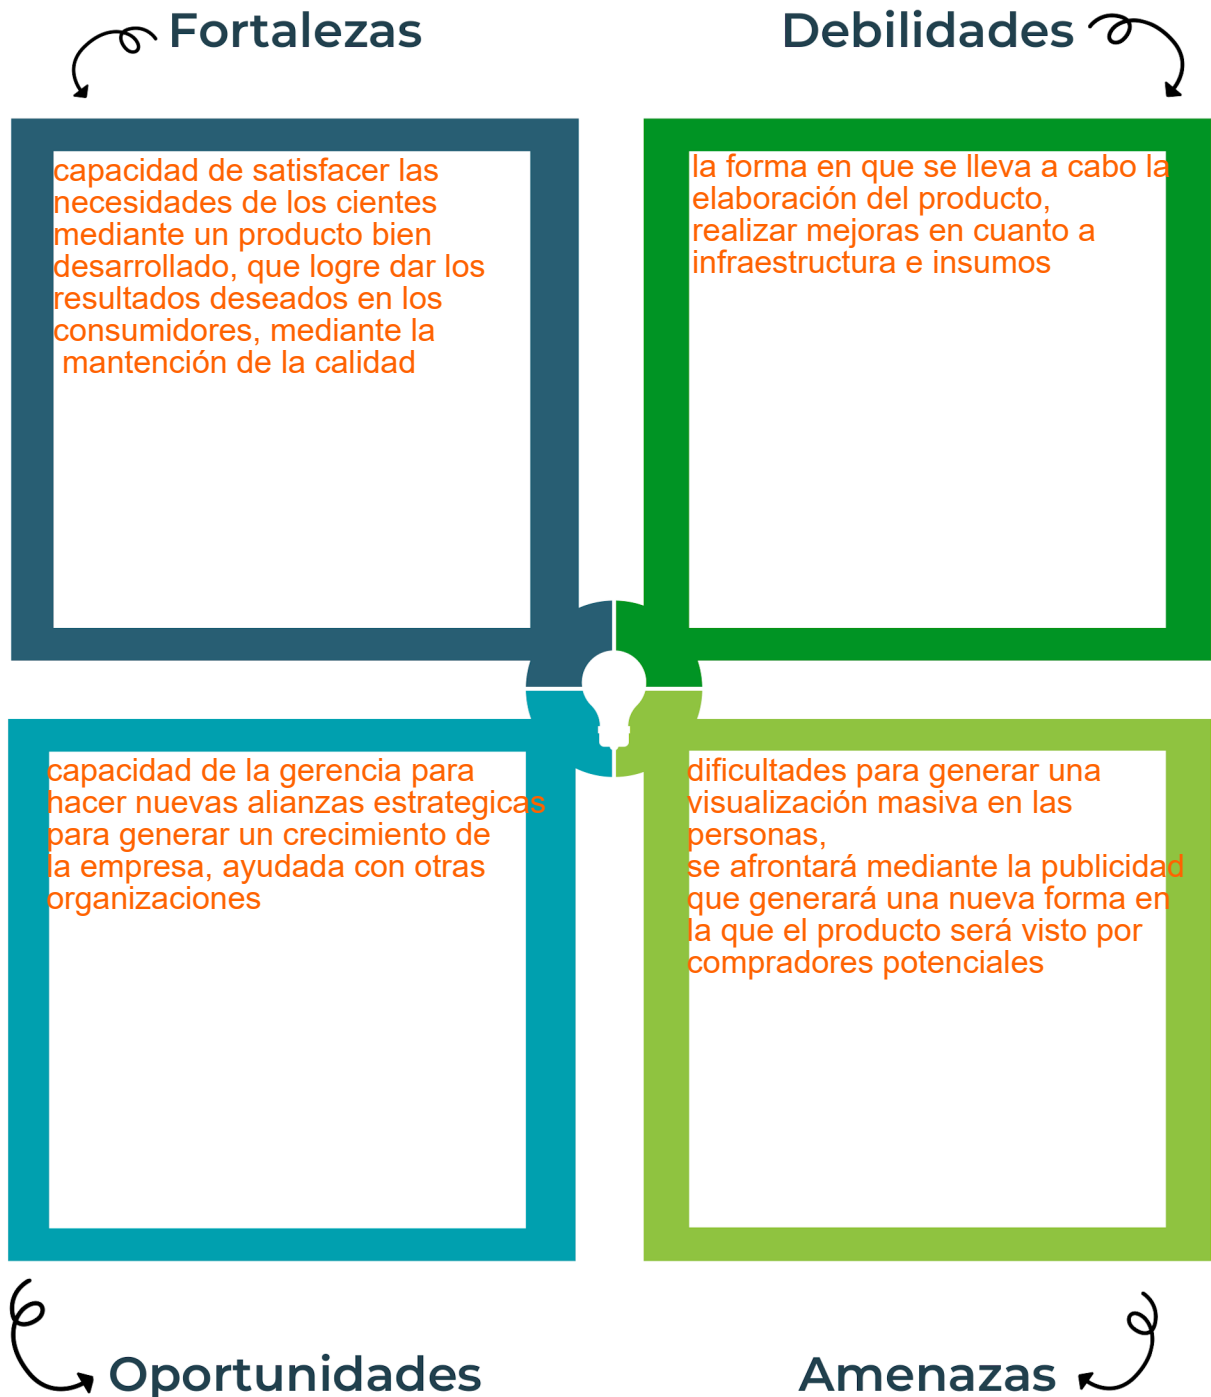 Fortalezas
Debilidades
capacidad de satisfacer las
necesidades de los cientes
mediante un producto bien
desarrollado, que logre dar los
resultados deseados en los
consumidores, mediante la
mantención de la calidad
la forma en que se lleva a cabo la
elaboración del producto,
realizar mejoras en cuanto a
infraestructura e insumos
capacidad de la gerencia para
hacer nuevas alianzas estrategicas
para generar un crecimiento de
la empresa, ayudada con otras
organizaciones
dificultades para generar una
visualización masiva en las
personas,
se afrontará mediante la publicidad
que generará una nueva forma en
la que el producto será visto por
compradores potenciales
Oportunidades
Amenazas